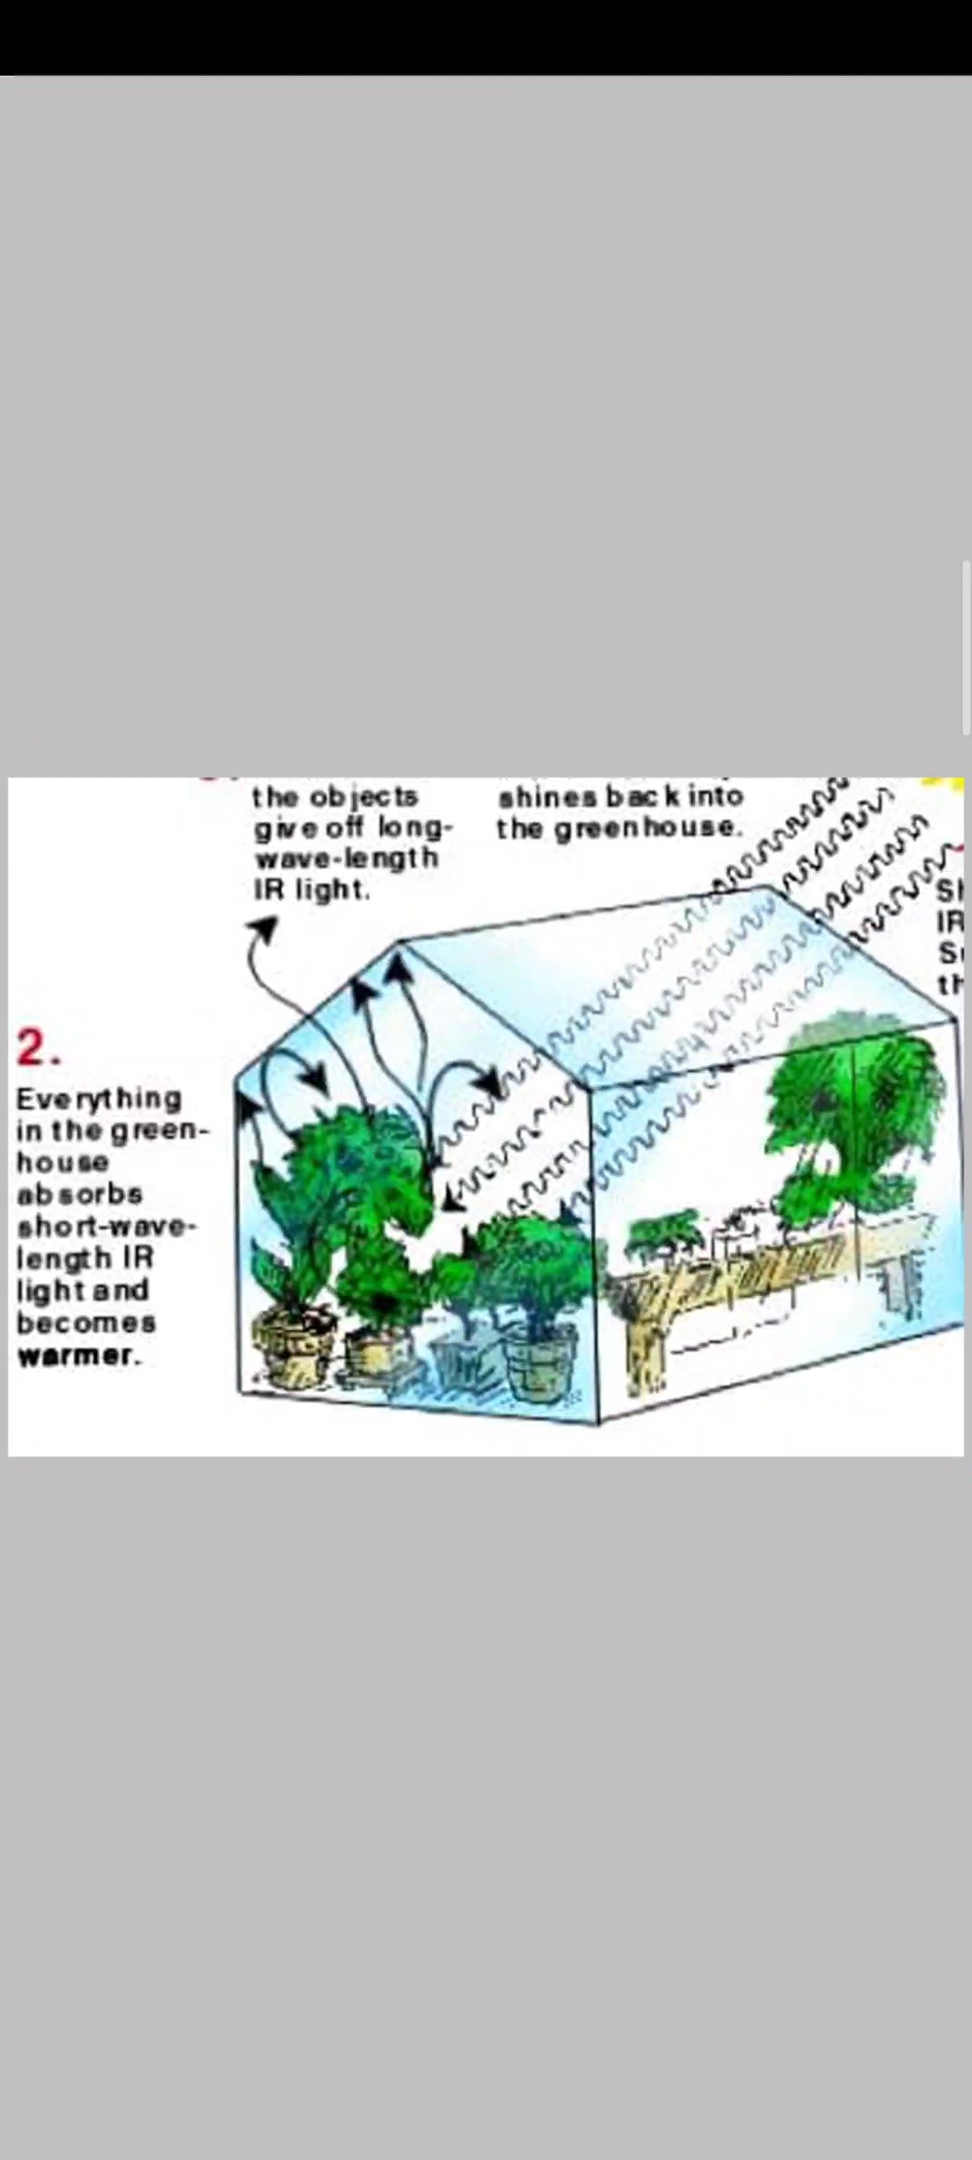 the objects
give off long-
wave-length
IR light.
shines back into
the greenhouse.
IR
2.
Everything
in the green-
house
absorbs
short-wave-
length IR
light and
becomes
warmer.